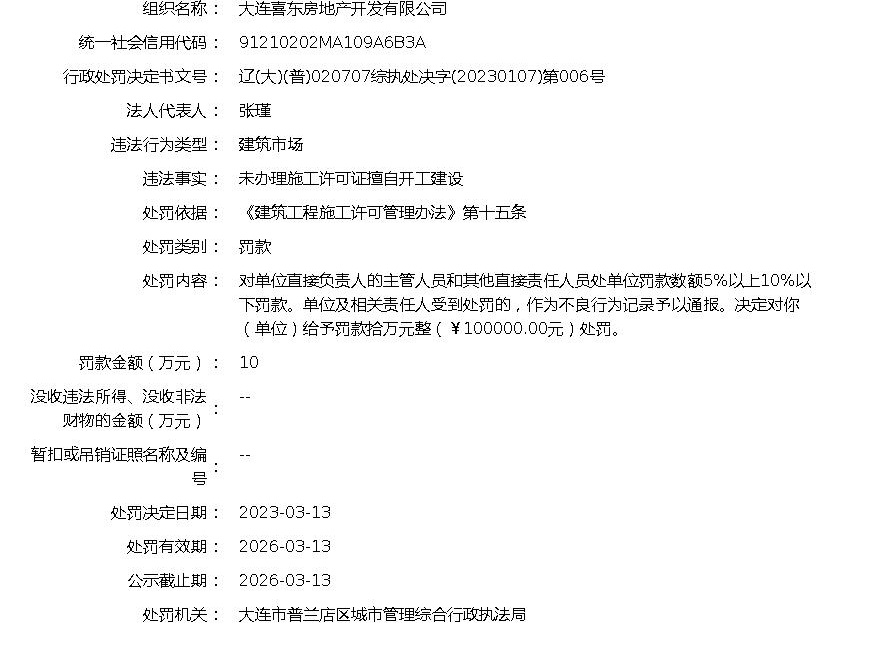 组织名称： 大连喜东房地产开发有限公司
统一社会信用代码： 91210202MA109A6B3A
行政处罚决定书文号： 辽(大)(普)020707综执处决字(20230107)第006号
法人代表人： 张瑾
违法行为类型： 建筑市场
违法事实： 未办理施工许可证擅自开工建设
处罚依据： 《建筑工程施工许可管理办法》第十五条
处罚类别： 罚款
处罚内容： 对单位直接负责人的主管人员和其他直接责任人员处单位罚款数额5%以上10%以
下罚款。单位及相关责任人受到处罚的，作为不良行为记录予以通报。决定对你
（单位）给予罚款拾万元整（￥100000.00元）处罚。
罚款金额（万元）： 10
没收违法所得、没收非法
财物的金额（万元）： --
暂扣或吊销证照名称及编
号： --
处罚决定日期： 2023-03-13
处罚有效期： 2026-03-13
公示截止期： 2026-03-13
处罚机关： 大连市普兰店区城市管理综合行政执法局